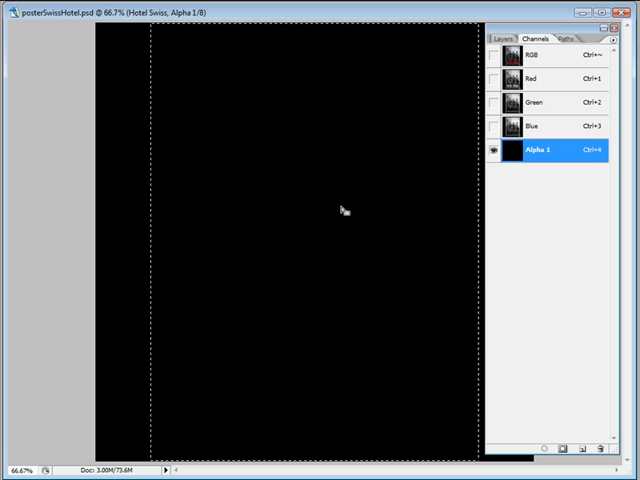 posterSwissHotel.psd @ 66.7% (Hotel Swiss, Alpha 1/8)
Layers Channels Paths
RGB Ctrl+~
Red Ctrl+1
Green Ctrl+2
Blue Ctrl+3
Alpha 1 Ctrl+4
66.67% Doc: 3.00M/73.6M